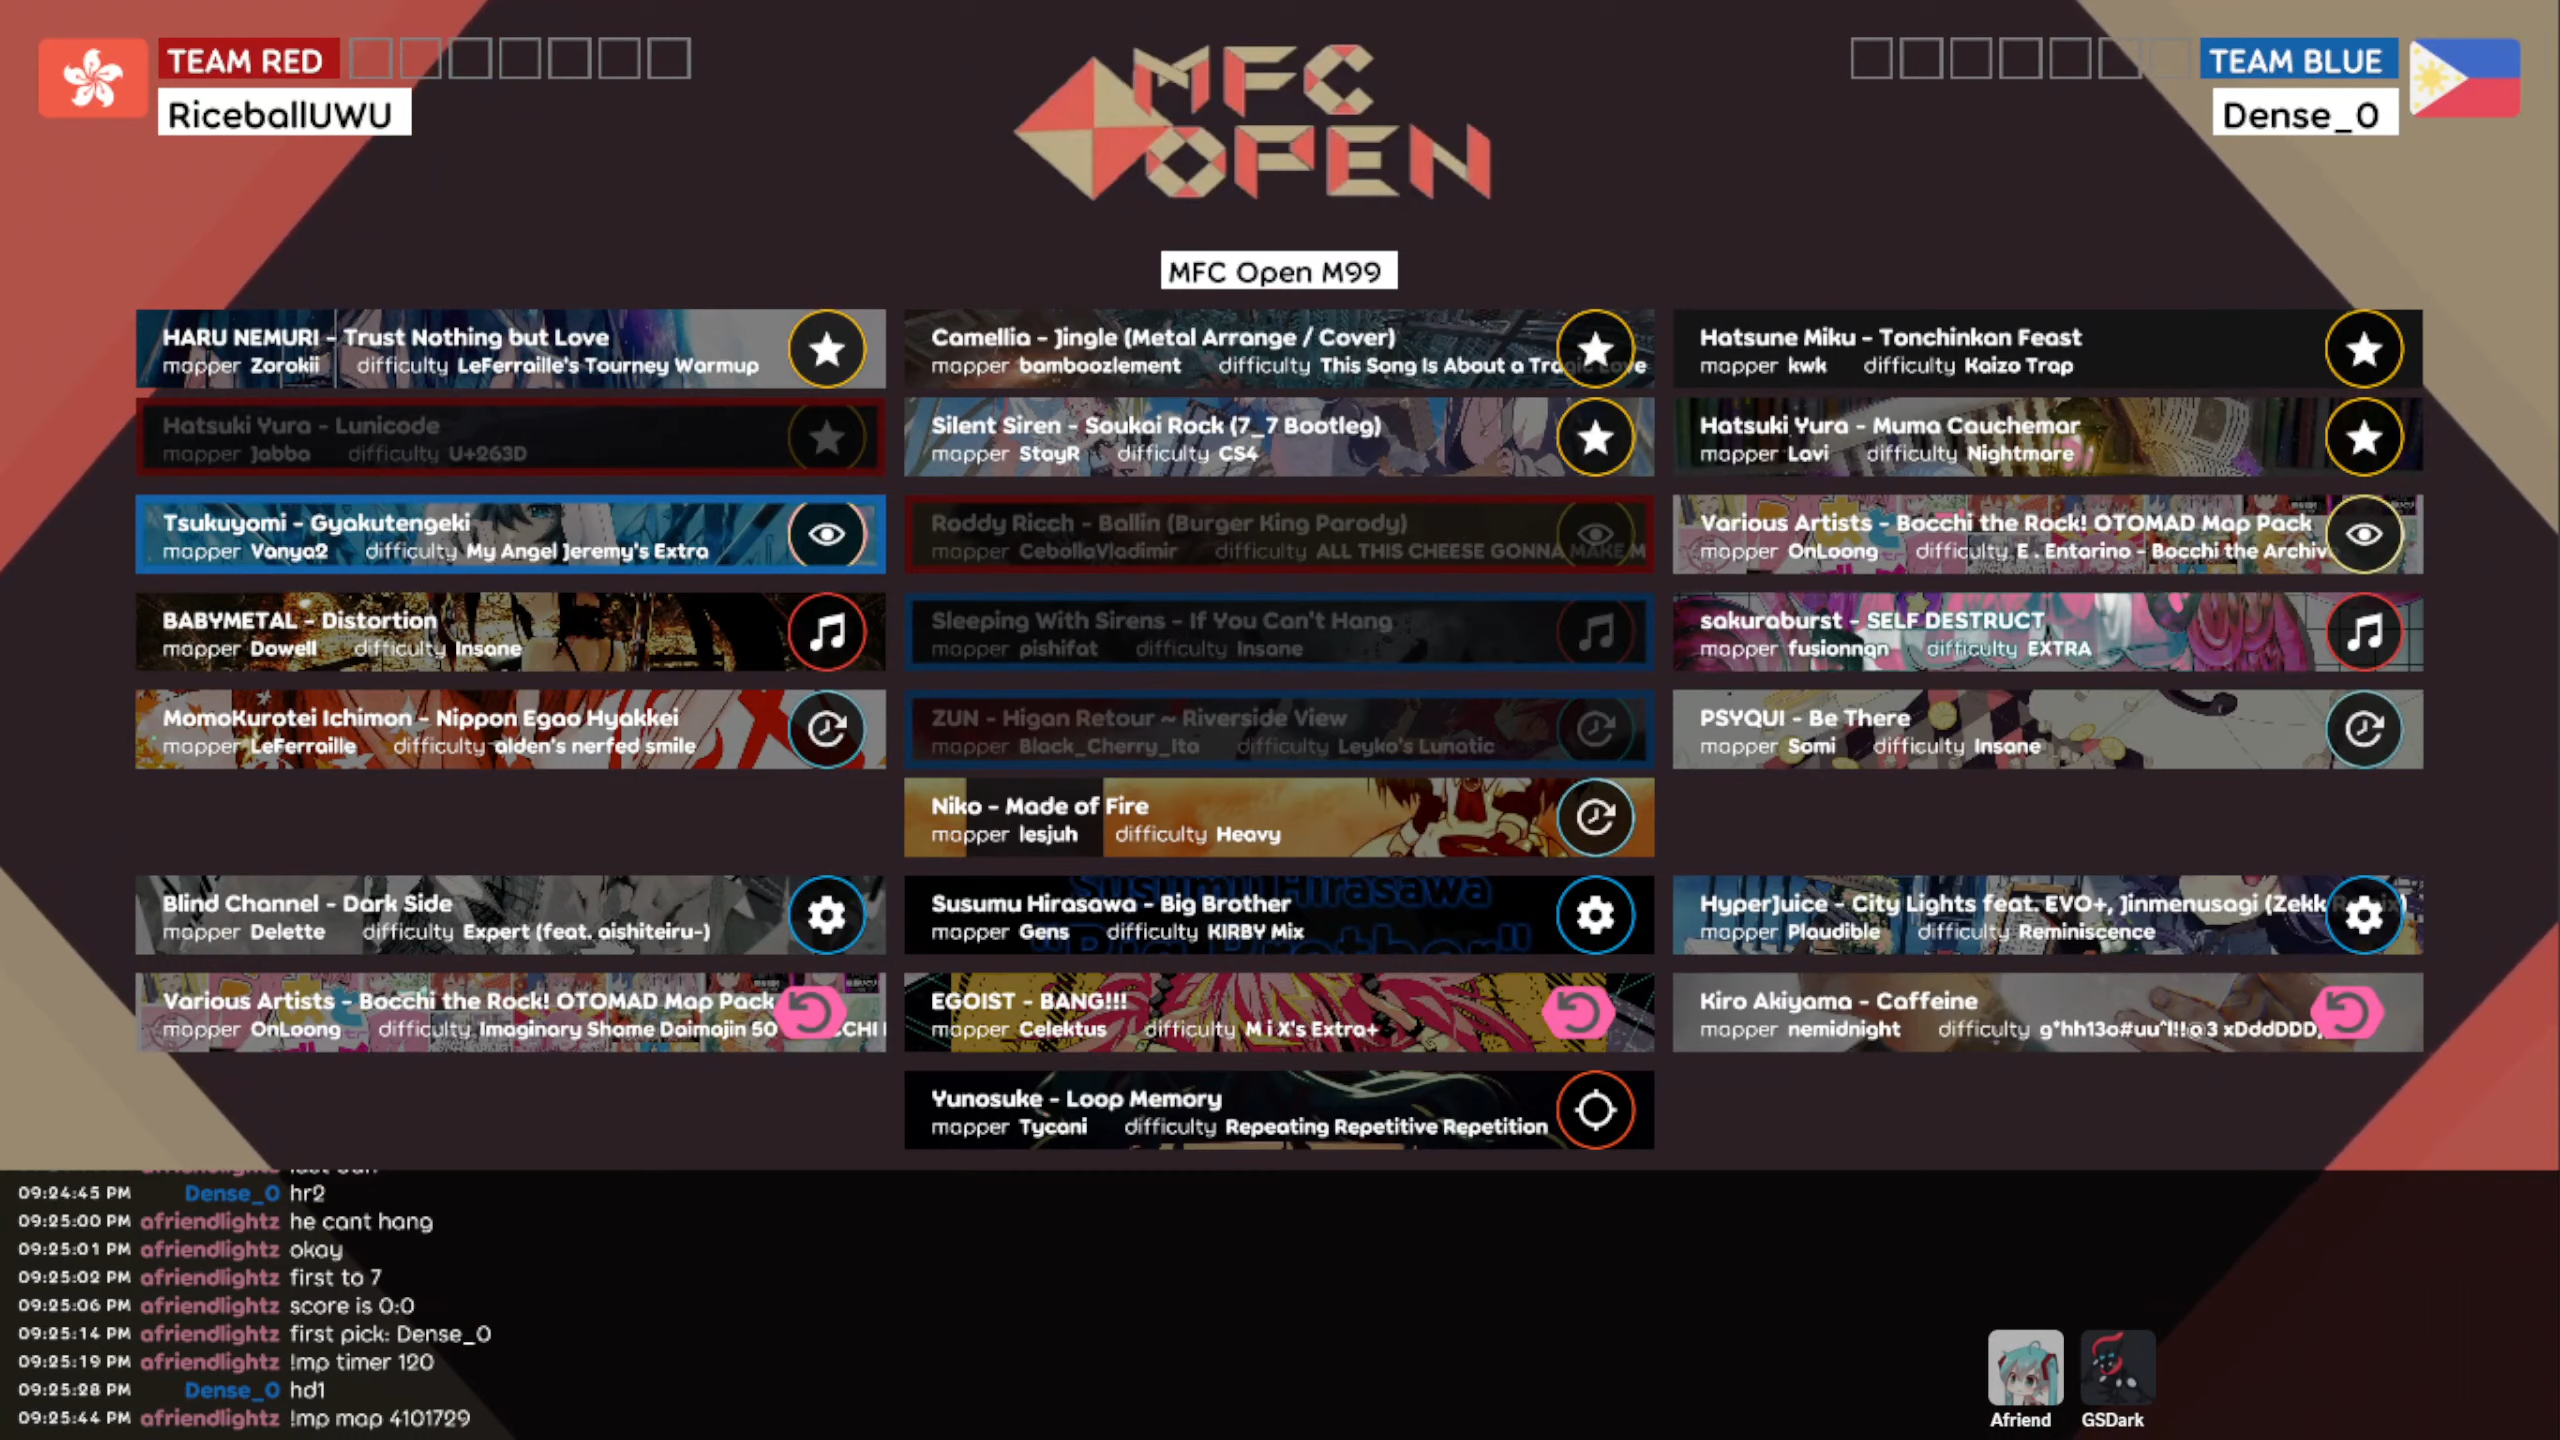 TEAM RED
RiceballUWU
MFC
OPEN
TEAM BLUE
Dense_0
MFC Open M99
HARU NEMURI - Trust Nothing but Love
mapper Zorokii difficulty LeFerraille's Tourney Warmup
Camellia - Jingle (Metal Arrange / Cover)
mapper bamboozlement difficulty This Song Is About a Tragic Love
Hatsune Miku - Tonchinkan Feast
mapper kwk difficulty Kaizo Trap
Hatsuki Yura - Lunicode
mapper Jabba difficulty U+263D
Silent Siren - Soukai Rock (7_7 Bootleg)
mapper StayR difficulty CS4
Hatsuki Yura - Muma Cauchemar
mapper Lavi difficulty Nightmare
Tsukuyomi - Gyakutengeki
mapper Vanya2 difficulty My Angel Jeremy's Extra
Roddy Ricch - Ballin (Burger King Parody)
mapper CebollaVladimir difficulty ALL THIS CHEESE GONNA MAKE M
Various Artists - Bocchi the Rock! OTOMAD Map Pack
mapper OnLoong difficulty E . Entarino - Bocchi the Archiv
BABYMETAL - Distortion
mapper Dowell difficulty Insane
Sleeping With Sirens - If You Can't Hang
mapper pishifat difficulty Insane
sakuraburst - SELF DESTRUCT
mapper fusionnqn difficulty EXTRA
MomoKurotei Ichimon - Nippon Egao Hyakkei
mapper LeFerraille difficulty alden's nerfed smile
ZUN - Higan Retour ~ Riverside View
mapper Black_Cherry_Ita difficulty Leyko's Lunatic
PSYQUI - Be There
mapper Somi difficulty Insane
Niko - Made of Fire
mapper lesjuh difficulty Heavy
Blind Channel - Dark Side
mapper Delette difficulty Expert (feat. aishiteiru-)
Susumu Hirasawa
"Big Brother"
Susumu Hirasawa - Big Brother
mapper Gens difficulty KIRBY Mix
HyperJuice - City Lights feat. EVO+, Jinmenusagi (Zekk
mapper Plaudible difficulty Reminiscence
Various Artists - Bocchi the Rock! OTOMAD Map Pack
mapper OnLoong difficulty Imaginary Shame Daimajin 50
EGOIST - BANG!!!
mapper Celektus difficulty M i X's Extra+
Kiro Akiyama - Caffeine
mapper nemidnight difficulty g*hh13o#uu^l!!@3 xDddDDD,
Yunosuke - Loop Memory
mapper Tycani difficulty Repeating Repetitive Repetition
09:24:45 PM Dense_0 hr2
09:25:00 PM afriendlightz he cant hang
09:25:01 PM afriendlightz okay
09:25:02 PM afriendlightz first to 7
09:25:06 PM afriendlightz score is 0:0
09:25:14 PM afriendlightz first pick: Dense_0
09:25:19 PM afriendlightz !mp timer 120
09:25:28 PM Dense_0 hd1
09:25:44 PM afriendlightz !mp map 4101729
Afriend
GSDark